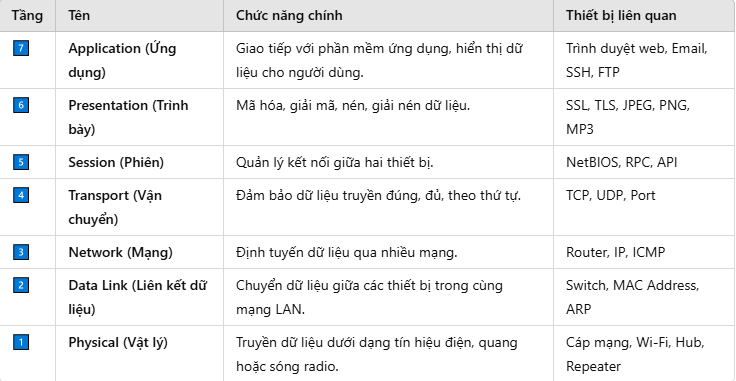 Tầng Tên Chức năng chính Thiết bị liên quan
7 Application (Ứng dụng) Giao tiếp với phần mềm ứng dụng, hiển thị dữ liệu cho người dùng. Trình duyệt web, Email, SSH, FTP
6 Presentation (Trình bày) Mã hóa, giải mã, nén, giải nén dữ liệu. SSL, TLS, JPEG, PNG, MP3
5 Session (Phiên) Quản lý kết nối giữa hai thiết bị. NetBIOS, RPC, API
4 Transport (Vận chuyển) Đảm bảo dữ liệu truyền đúng, đủ, theo thứ tự. TCP, UDP, Port
3 Network (Mạng) Định tuyến dữ liệu qua nhiều mạng. Router, IP, ICMP
2 Data Link (Liên kết dữ liệu) Chuyển dữ liệu giữa các thiết bị trong cùng mạng LAN. Switch, MAC Address, ARP
1 Physical (Vật lý) Truyền dữ liệu dưới dạng tín hiệu điện, quang hoặc sóng radio. Cáp mạng, Wi-Fi, Hub, Repeater